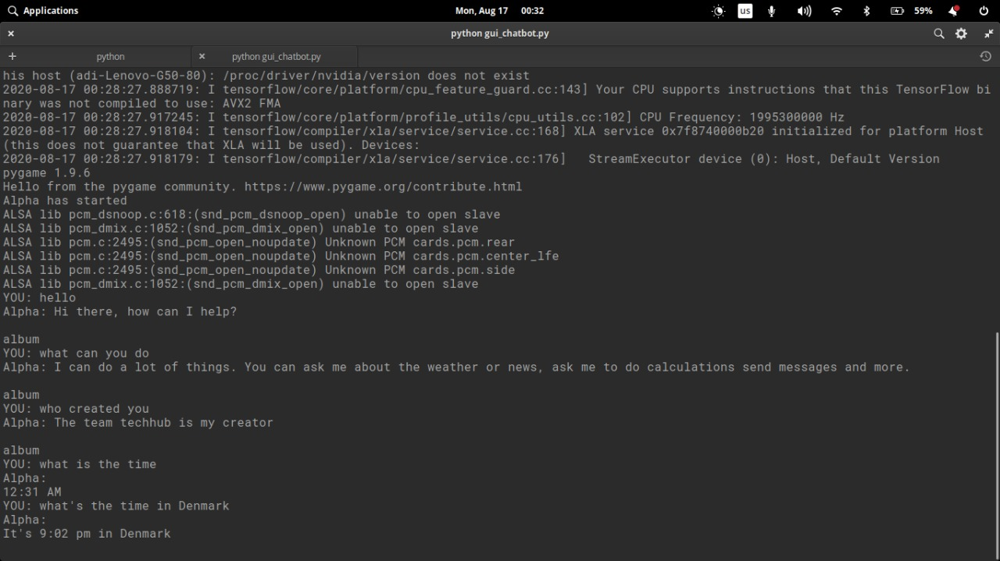 Applications
Mon, Aug 17 00:32
us
59%
python gui_chatbot.py
python
python gui_chatbot.py
his host (adi-Lenovo-G50-80): /proc/driver/nvidia/version does not exist
2020-08-17 00:28:27.888719: I tensorflow/core/platform/cpu_feature_guard.cc:143] Your CPU supports instructions that this TensorFlow bi
nary was not compiled to use: AVX2 FMA
2020-08-17 00:28:27.917245: I tensorflow/core/platform/profile_utils/cpu_utils.cc:102] CPU Frequency: 1995300000 Hz
2020-08-17 00:28:27.918104: I tensorflow/compiler/xla/service/service.cc:168] XLA service 0x7f8740000b20 initialized for platform Host
(this does not guarantee that XLA will be used). Devices:
2020-08-17 00:28:27.918179: I tensorflow/compiler/xla/service/service.cc:176]   StreamExecutor device (0): Host, Default Version
pygame 1.9.6
Hello from the pygame community. https://www.pygame.org/contribute.html
Alpha has started
ALSA lib pcm_dsnoop.c:618:(snd_pcm_dsnoop_open) unable to open slave
ALSA lib pcm_dmix.c:1052:(snd_pcm_dmix_open) unable to open slave
ALSA lib pcm.c:2495:(snd_pcm_open_noupdate) Unknown PCM cards.pcm.rear
ALSA lib pcm.c:2495:(snd_pcm_open_noupdate) Unknown PCM cards.pcm.center_lfe
ALSA lib pcm.c:2495:(snd_pcm_open_noupdate) Unknown PCM cards.pcm.side
ALSA lib pcm_dmix.c:1052:(snd_pcm_dmix_open) unable to open slave
YOU: hello
Alpha: Hi there, how can I help?
album
YOU: what can you do
Alpha: I can do a lot of things. You can ask me about the weather or news, ask me to do calculations send messages and more.
album
YOU: who created you
Alpha: The team techhub is my creator
album
YOU: what is the time
Alpha:
12:31 AM
YOU: what's the time in Denmark
Alpha:
It's 9:02 pm in Denmark